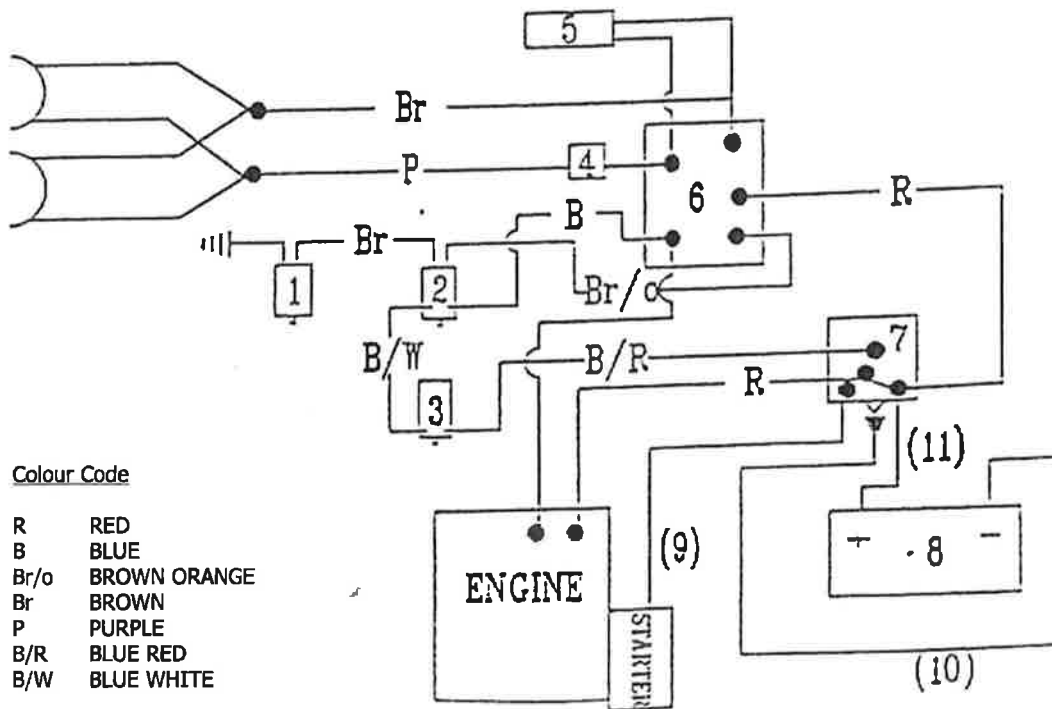 5
Br
P
4
6
R
B
Br
1
2
Br/o
B/W
B/R
7
R
3
(11)
Colour Code
R RED
B BLUE
Br/o BROWN ORANGE
Br BROWN
P PURPLE
B/R BLUE RED
B/W BLUE WHITE
ENGINE
STARTER
(9)
+ 8 −
(10)